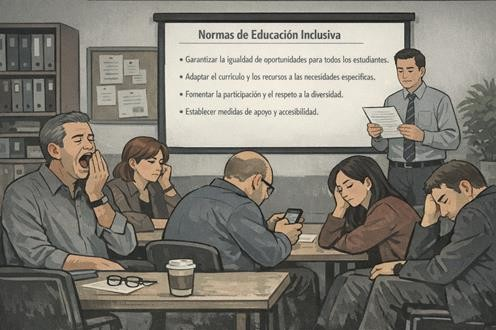 Normas de Educación Inclusiva
• Garantizar la igualdad de oportunidades para todos los estudiantes.
• Adaptar el currículo y los recursos a las necesidades específicas.
• Fomentar la participación y el respeto a la diversidad.
• Establecer medidas de apoyo y accesibilidad.